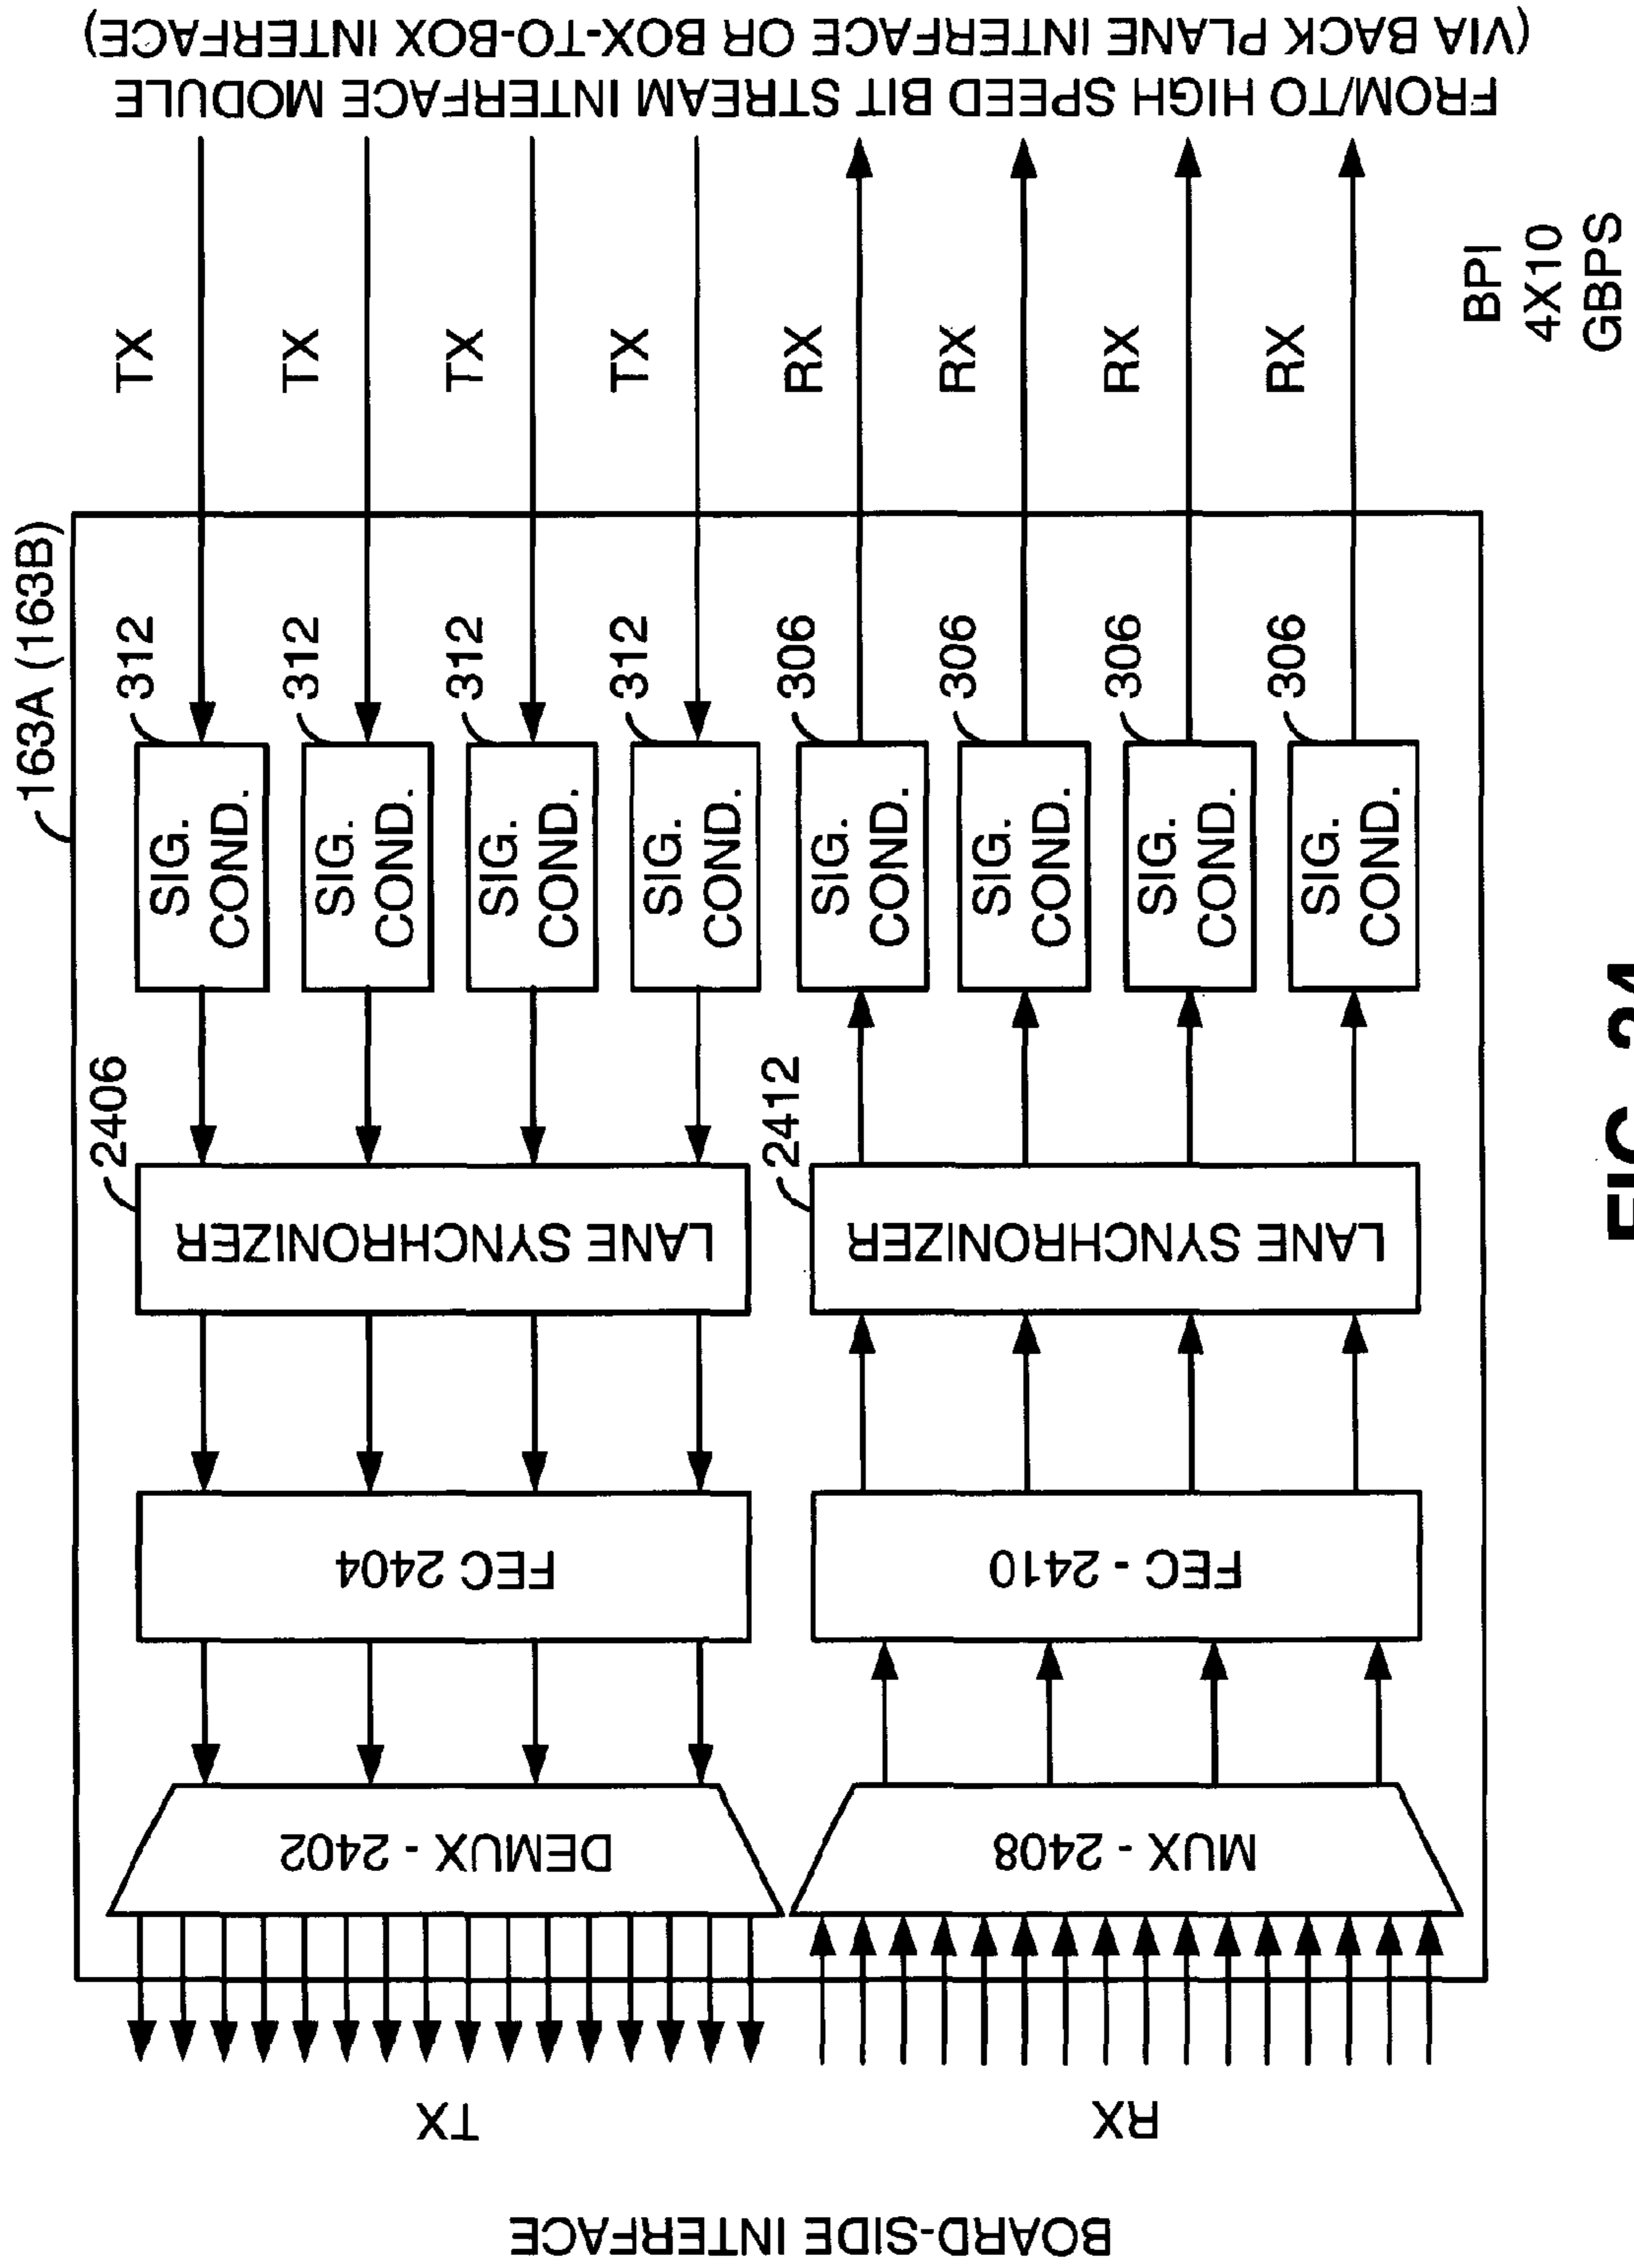 163A (163B)
BOARD-SIDE INTERFACE
TX
DEMUX - 2402
FEC 2404
2406
LANE SYNCHRONIZER
312
SIG.
COND.
TX
312
SIG.
COND.
TX
312
SIG.
COND.
TX
312
SIG.
COND.
TX
RX
MUX - 2408
FEC - 2410
2412
LANE SYNCHRONIZER
306
SIG.
COND.
RX
306
SIG.
COND.
RX
306
SIG.
COND.
RX
306
SIG.
COND.
RX
FROM/TO HIGH SPEED BIT STREAM INTERFACE MODULE
(VIA BACK PLANE INTERFACE OR BOX-TO-BOX INTERFACE)
BPI
4X10
GBPS
FIG. 24